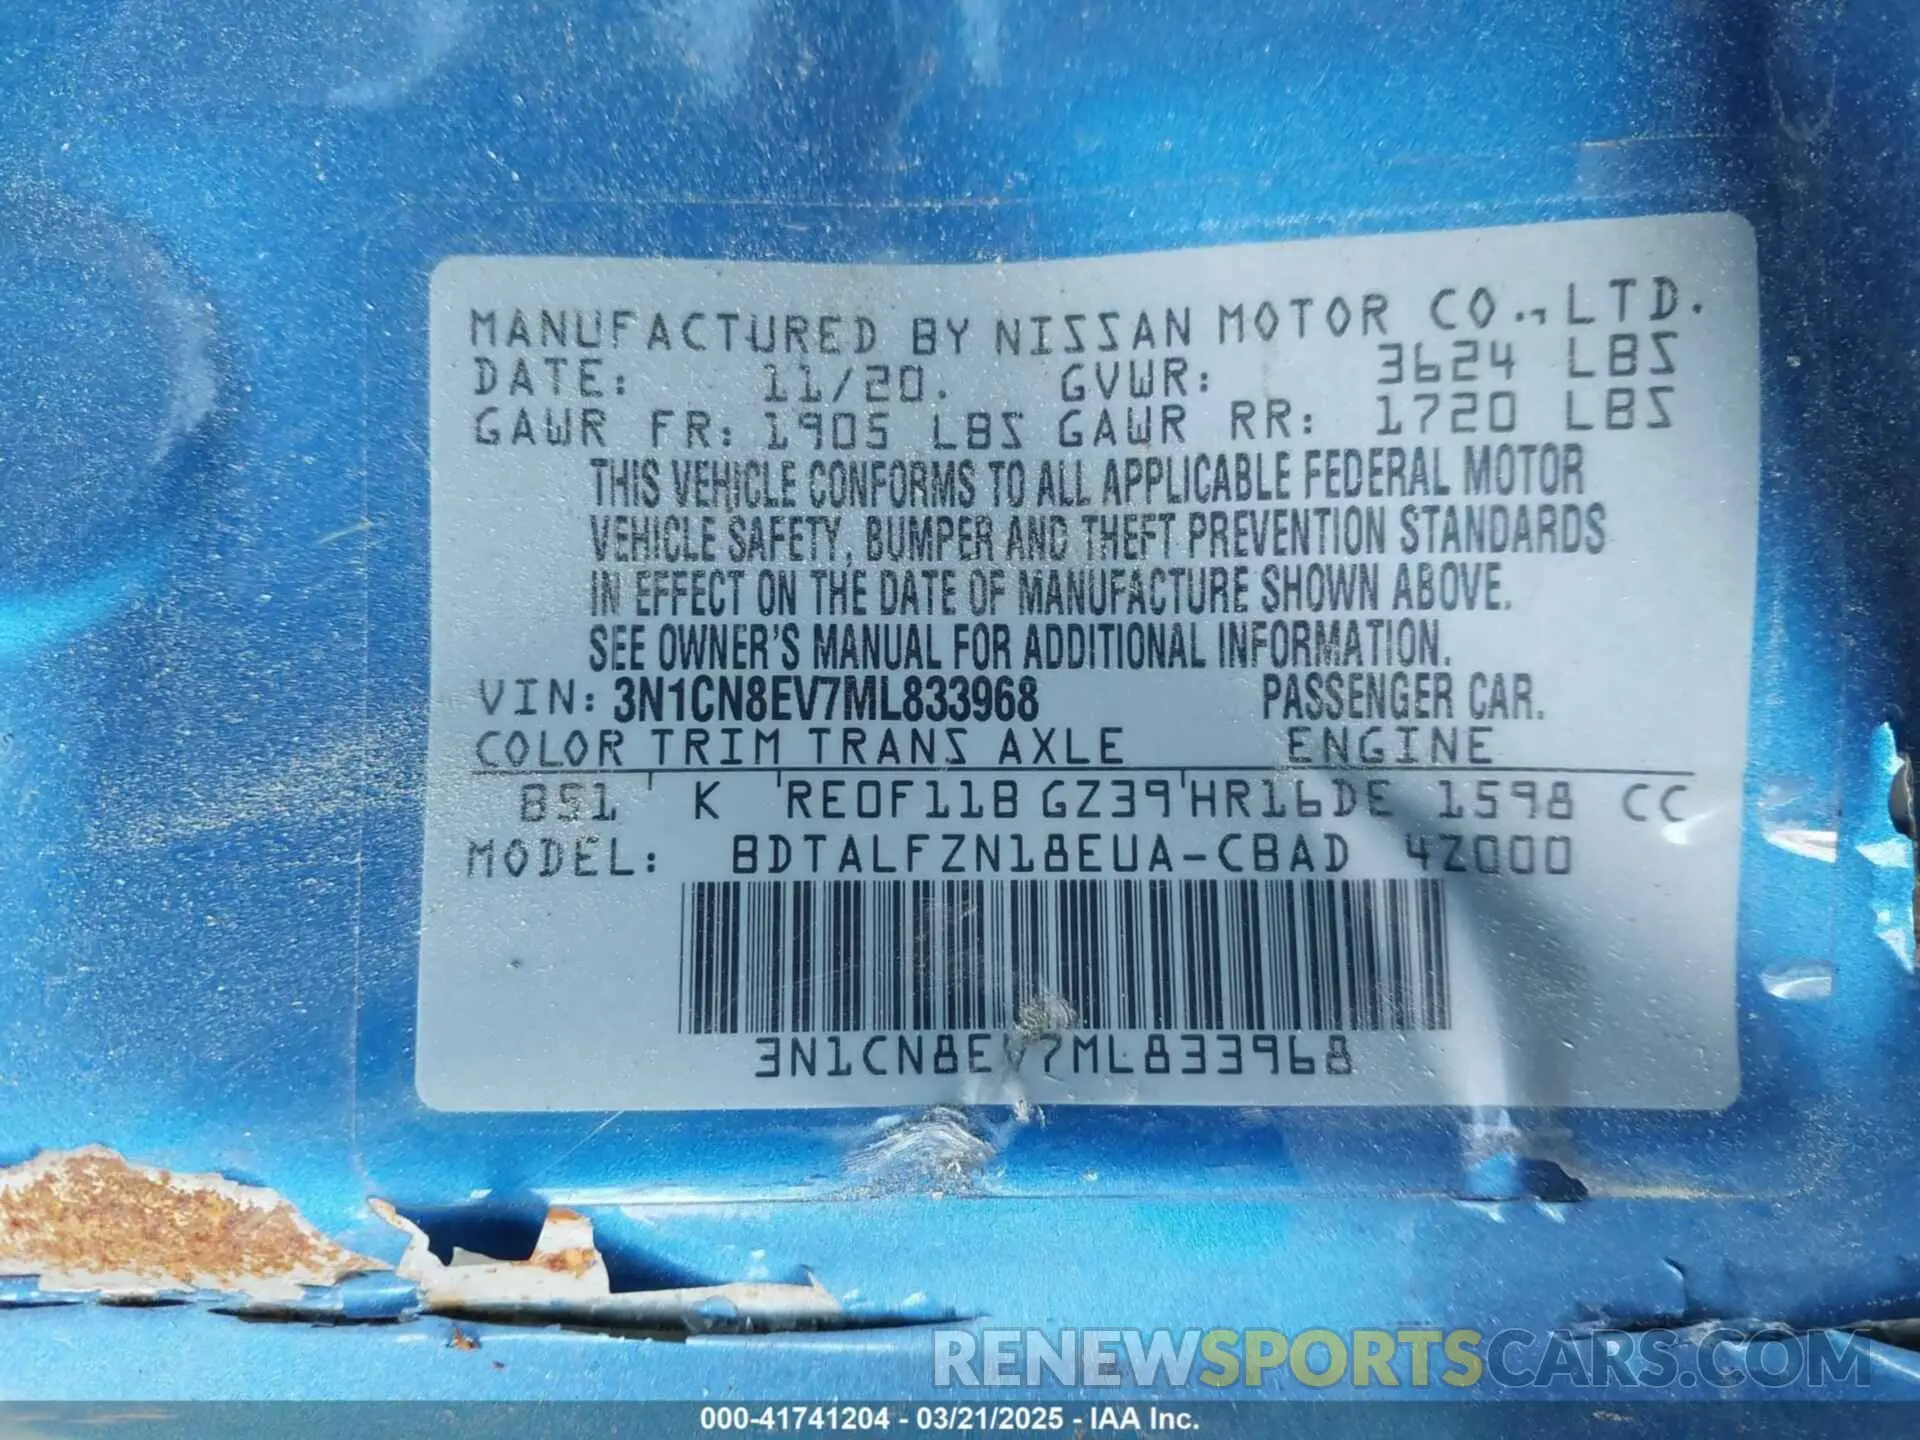 MANUFACTURED BY NISSAN MOTOR CO., LTD.
DATE: 11/20. GVWR: 3624 LBS
GAWR FR: 1905 LBS GAWR RR: 1720 LBS
THIS VEHICLE CONFORMS TO ALL APPLICABLE FEDERAL MOTOR
VEHICLE SAFETY, BUMPER AND THEFT PREVENTION STANDARDS
IN EFFECT ON THE DATE OF MANUFACTURE SHOWN ABOVE.
SEE OWNER'S MANUAL FOR ADDITIONAL INFORMATION.
VIN: 3N1CN8EV7ML833968 PASSENGER CAR.
COLOR TRIM TRANS AXLE ENGINE
B51 K RE0F11B GZ39 HR16DE 1598 CC
MODEL: BDTALFZN18EUA-CBAD 4Z000
3N1CN8EV7ML833968
RENEWSPORTSCARS.COM
000-41741204 - 03/21/2025 - IAA Inc.